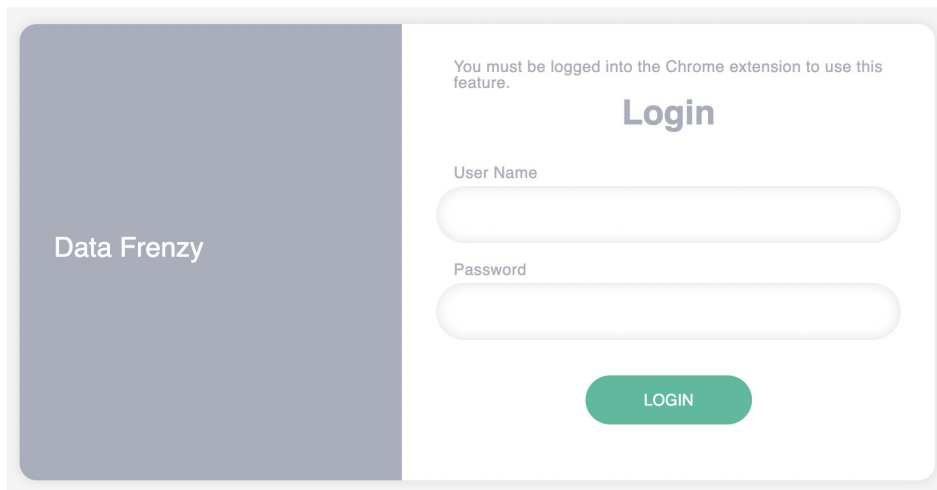 You must be logged into the Chrome extension to use this
feature.
Login
User Name
Data Frenzy
Password
LOGIN